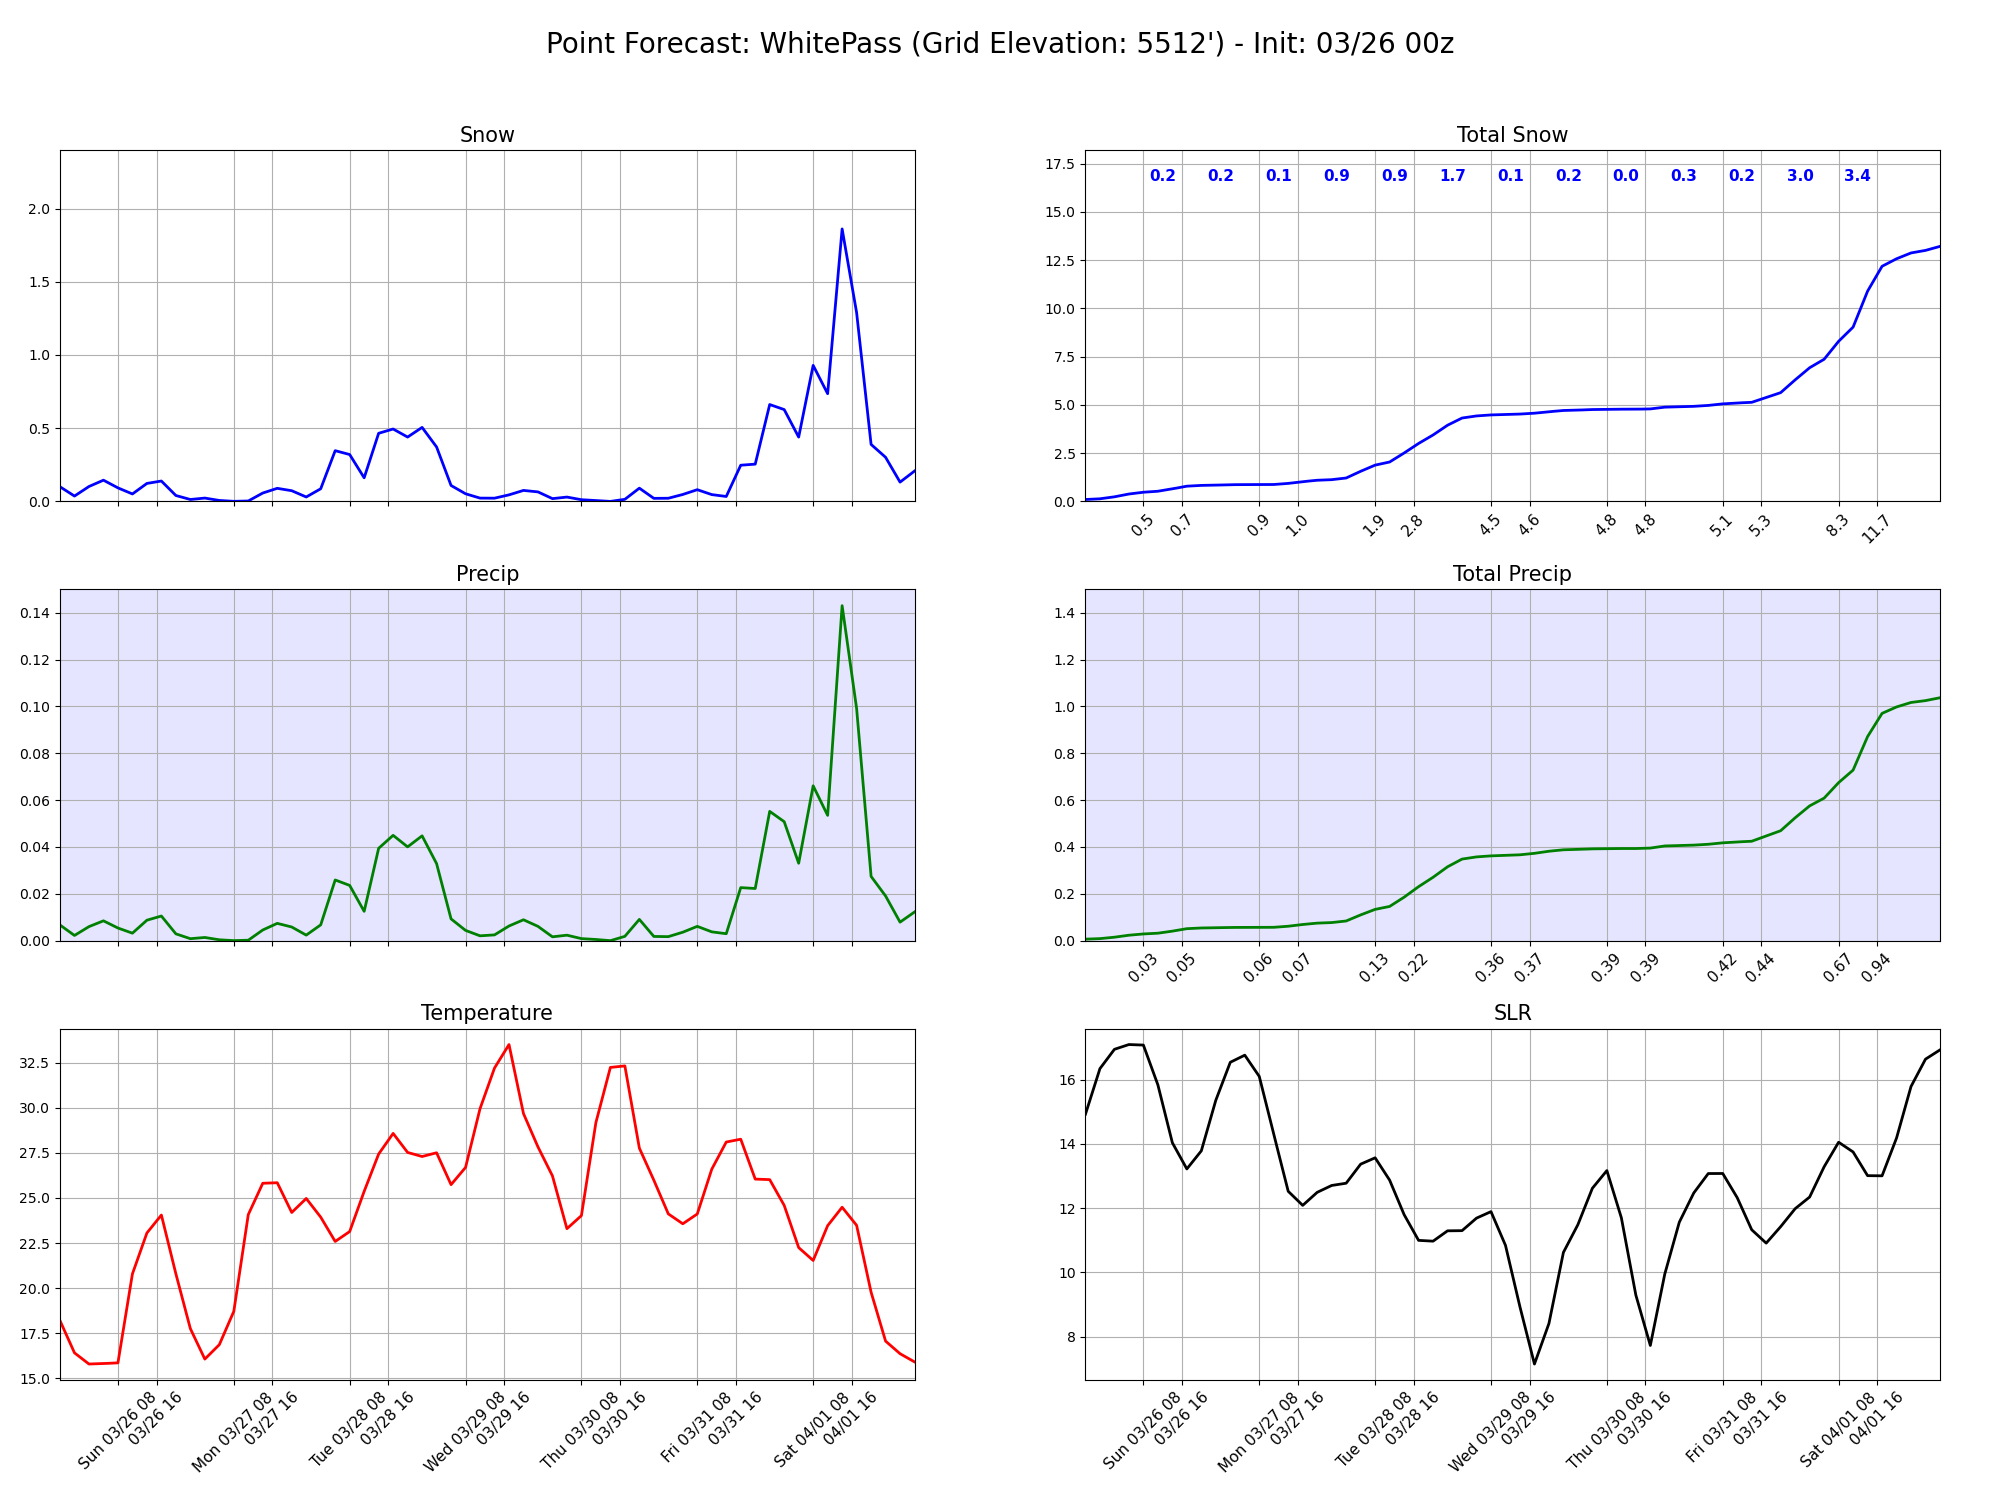 Point Forecast: WhitePass (Grid Elevation: 5512') - Init: 03/26 00z
Snow
2.0
1.5
1.0
0.5
0.0
Total Snow
17.5
15.0
12.5
10.0
7.5
5.0
2.5
0.0
0.2 0.2 0.1 0.9 0.9 1.7 0.1 0.2 0.0 0.3 0.2 3.0 3.4
0.5 0.7 0.9 1.0 1.9 2.8 4.5 4.6 4.8 4.8 5.1 5.3 8.3 11.7
Precip
0.14
0.12
0.10
0.08
0.06
0.04
0.02
0.00
Total Precip
1.4
1.2
1.0
0.8
0.6
0.4
0.2
0.0
0.03 0.05 0.06 0.07 0.13 0.22 0.36 0.37 0.39 0.39 0.42 0.44 0.67 0.94
Temperature
32.5
30.0
27.5
25.0
22.5
20.0
17.5
15.0
Sun 03/26 08
03/26 16
Mon 03/27 08
03/27 16
Tue 03/28 08
03/28 16
Wed 03/29 08
03/29 16
Thu 03/30 08
03/30 16
Fri 03/31 08
03/31 16
Sat 04/01 08
04/01 16
SLR
16
14
12
10
8
Sun 03/26 08
03/26 16
Mon 03/27 08
03/27 16
Tue 03/28 08
03/28 16
Wed 03/29 08
03/29 16
Thu 03/30 08
03/30 16
Fri 03/31 08
03/31 16
Sat 04/01 08
04/01 16